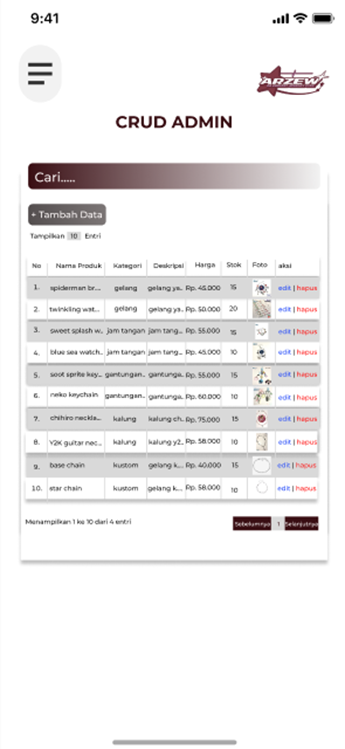 9:41
ARZEW
CRUD ADMIN
Cari.....
+ Tambah Data
Tampilkan 10 Entri
No Nama Produk Kategori Deskripsi Harga Stok Foto aksi
1. spiderman br... gelang gelang ya.. Rp. 45.000 15 edit | hapus
2. twinkling wat... gelang gelang ya.. Rp. 50.000 20 edit | hapus
3. sweet splash w.. jam tangan jam tang... Rp. 55.000 15 edit | hapus
4. blue sea watch.. jam tangan jam tang... Rp. 45.000 10 edit | hapus
5. soot sprite key... gantungan.. gantunga.. Rp. 55.000 15 edit | hapus
6. neko keychain gantungan.. gantunga.. Rp. 60.000 10 edit | hapus
7. chihiro neckla... kalung kalung ch.. Rp. 75.000 15 edit | hapus
8. Y2K guitar nec... kalung kalung y2.. Rp. 58.000 10 edit | hapus
9. base chain kustom gelang k... Rp. 40.000 15 edit | hapus
10. star chain kustom gelang k... Rp. 58.000 10 edit | hapus
Menampilkan 1 ke 10 dari 4 entri
Sebelumnya 1 Selanjutnya